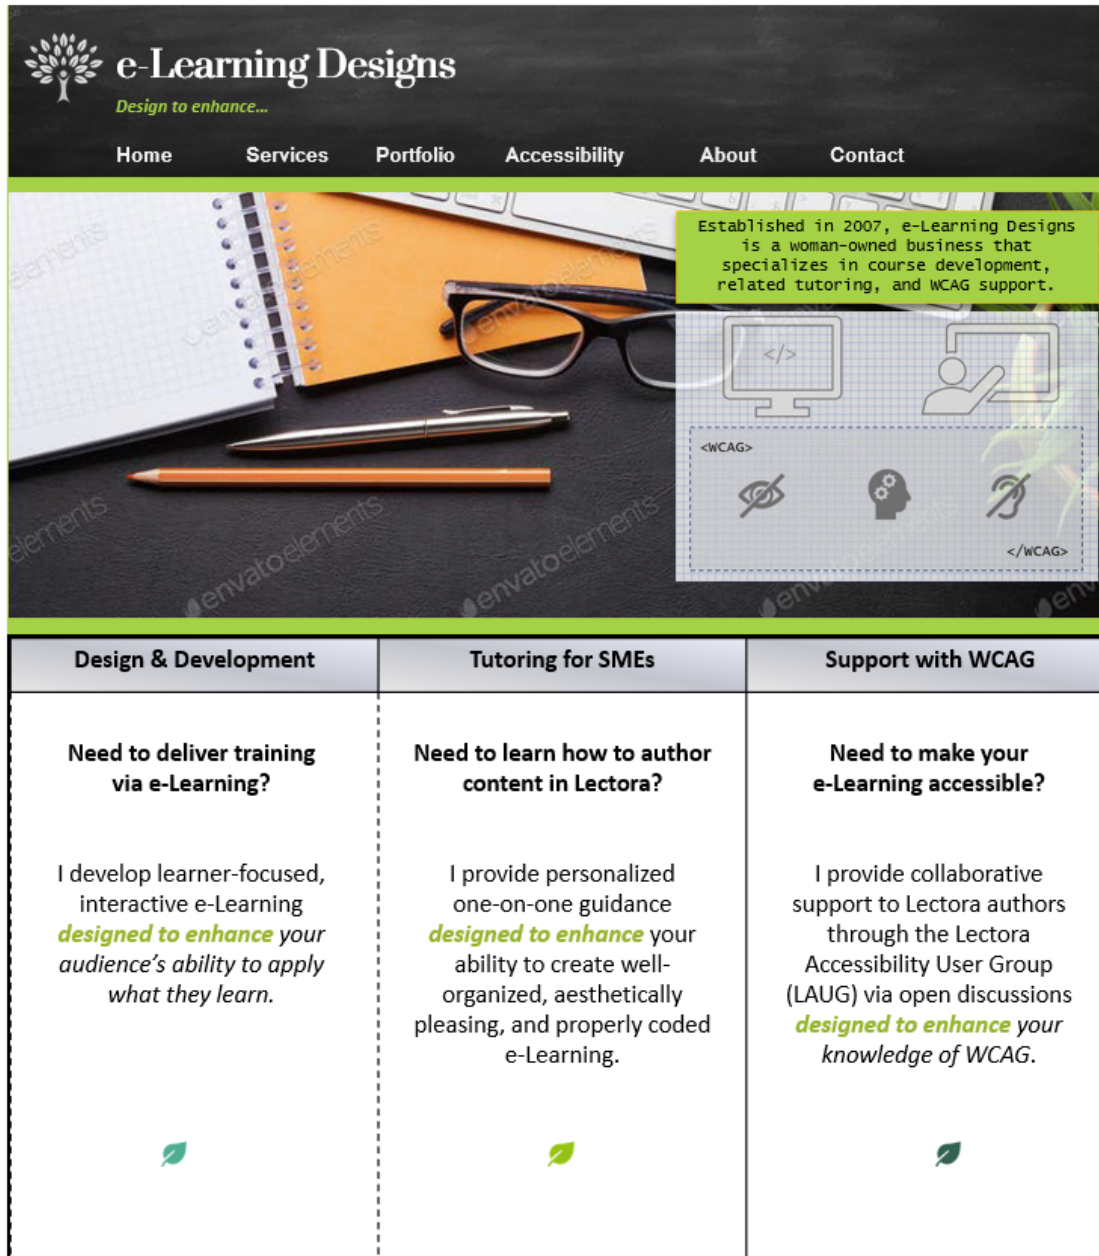 e-Learning Designs
Design to enhance...
Home Services Portfolio Accessibility About Contact
Established in 2007, e-Learning Designs
is a woman-owned business that
specializes in course development,
related tutoring, and WCAG support.
</>
<WCAG>
</WCAG>
elements
elements
envatoelements
elements
envatoelements
envatoelements
Design & Development
Need to deliver training
via e-Learning?
I develop learner-focused,
interactive e-Learning
designed to enhance your
audience's ability to apply
what they learn.
Tutoring for SMEs
Need to learn how to author
content in Lectora?
I provide personalized
one-on-one guidance
designed to enhance your
ability to create well-
organized, aesthetically
pleasing, and properly coded
e-Learning.
Support with WCAG
Need to make your
e-Learning accessible?
I provide collaborative
support to Lectora authors
through the Lectora
Accessibility User Group
(LAUG) via open discussions
designed to enhance your
knowledge of WCAG.